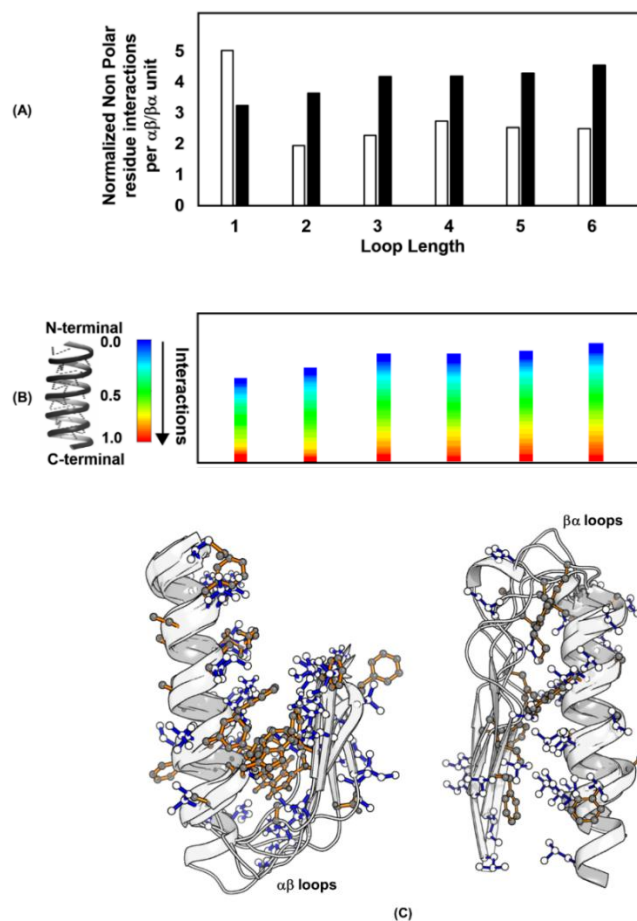 (A)
Normalized Non Polar
residue interactions
per αβ/βα unit
5
4
3
2
1
0
1 2 3 4 5 6
Loop Length
(B)
N-terminal
C-terminal
0.0
0.5
1.0
Interactions
βα loops
αβ loops
(C)